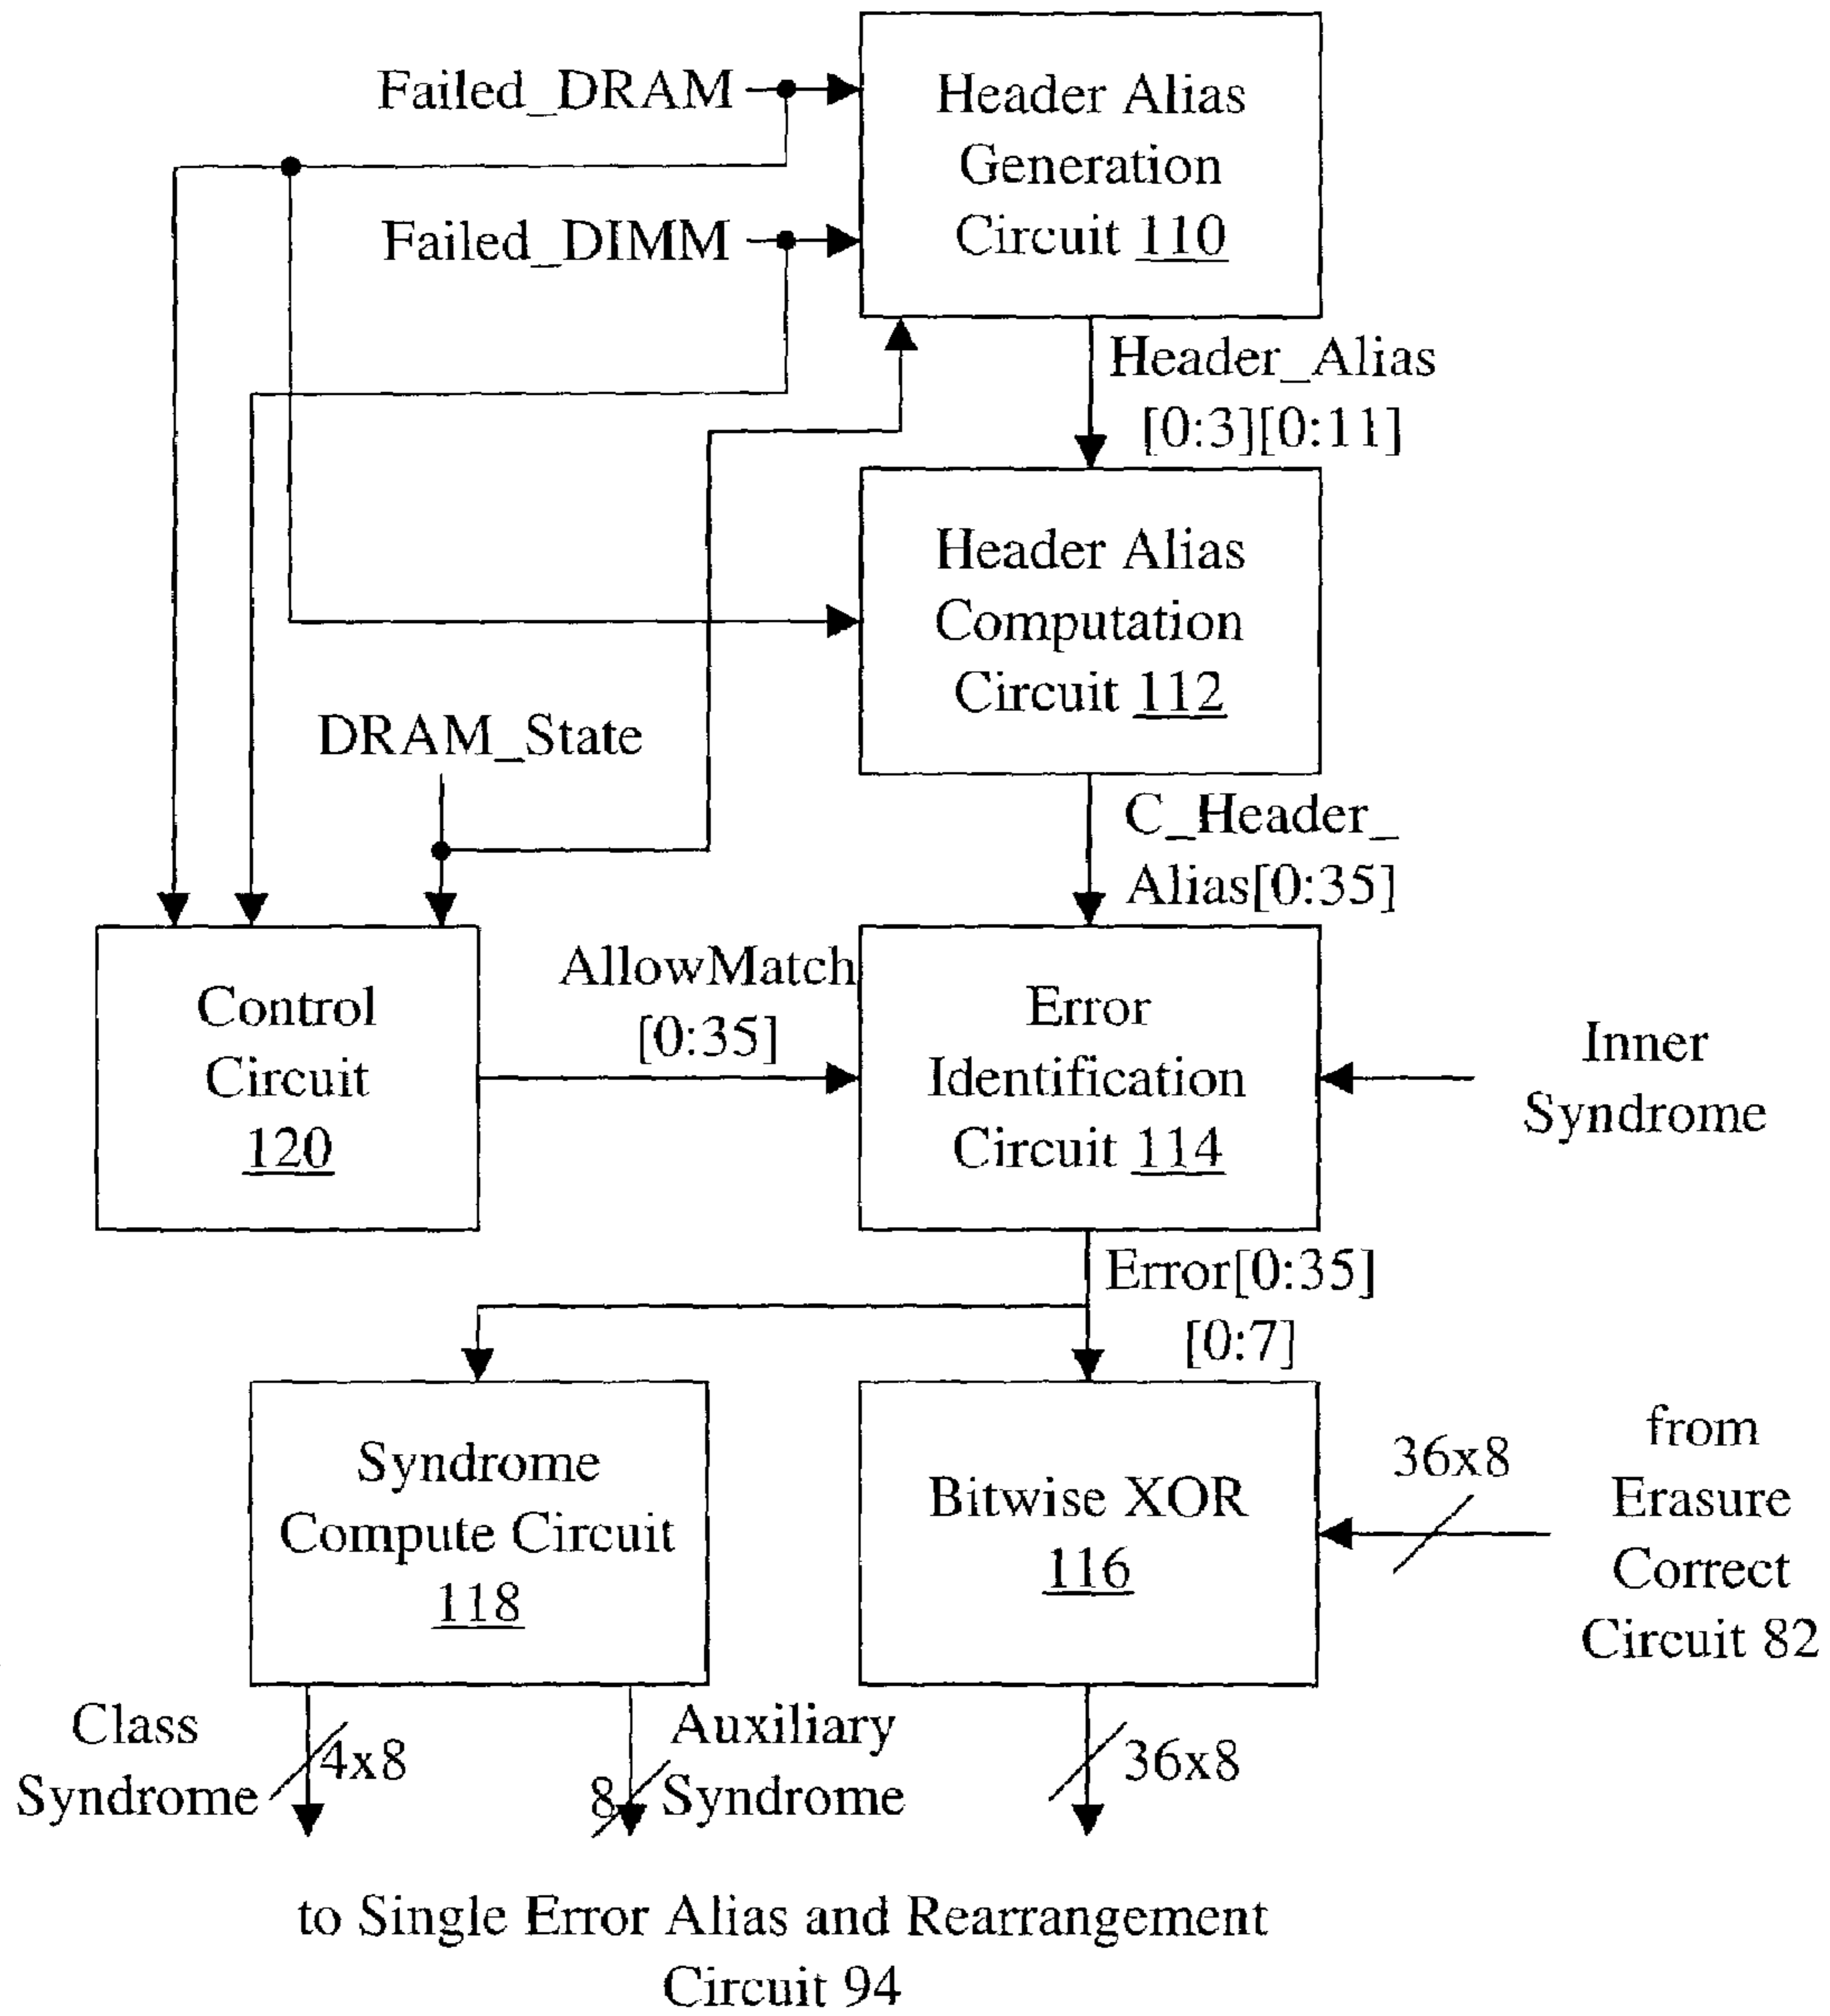 Failed_DRAM
Header Alias
Generation
Circuit 110
Failed_DIMM
Header_Alias
[0:3][0:11]
Header Alias
Computation
Circuit 112
DRAM_State
C_Header_
Alias[0:35]
Control
Circuit
120
AllowMatch
[0:35]
Error
Identification
Circuit 114
Inner
Syndrome
Error[0:35]
[0:7]
Syndrome
Compute Circuit
118
Bitwise XOR
116
36x8
from
Erasure
Correct
Circuit 82
Class
Syndrome
4x8
8
Auxiliary
Syndrome
36x8
to Single Error Alias and Rearrangement
Circuit 94